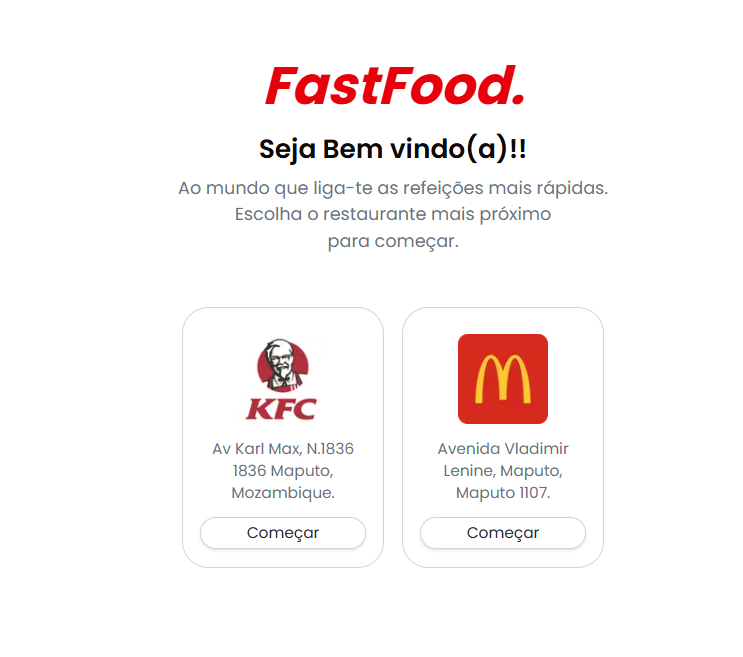 FastFood.
Seja Bem vindo(a)!!
Ao mundo que liga-te as refeições mais rápidas.
Escolha o restaurante mais próximo
para começar.
KFC
Av Karl Max, N.1836
1836 Maputo,
Mozambique.
Começar
Avenida Vladimir
Lenine, Maputo,
Maputo 1107.
Começar